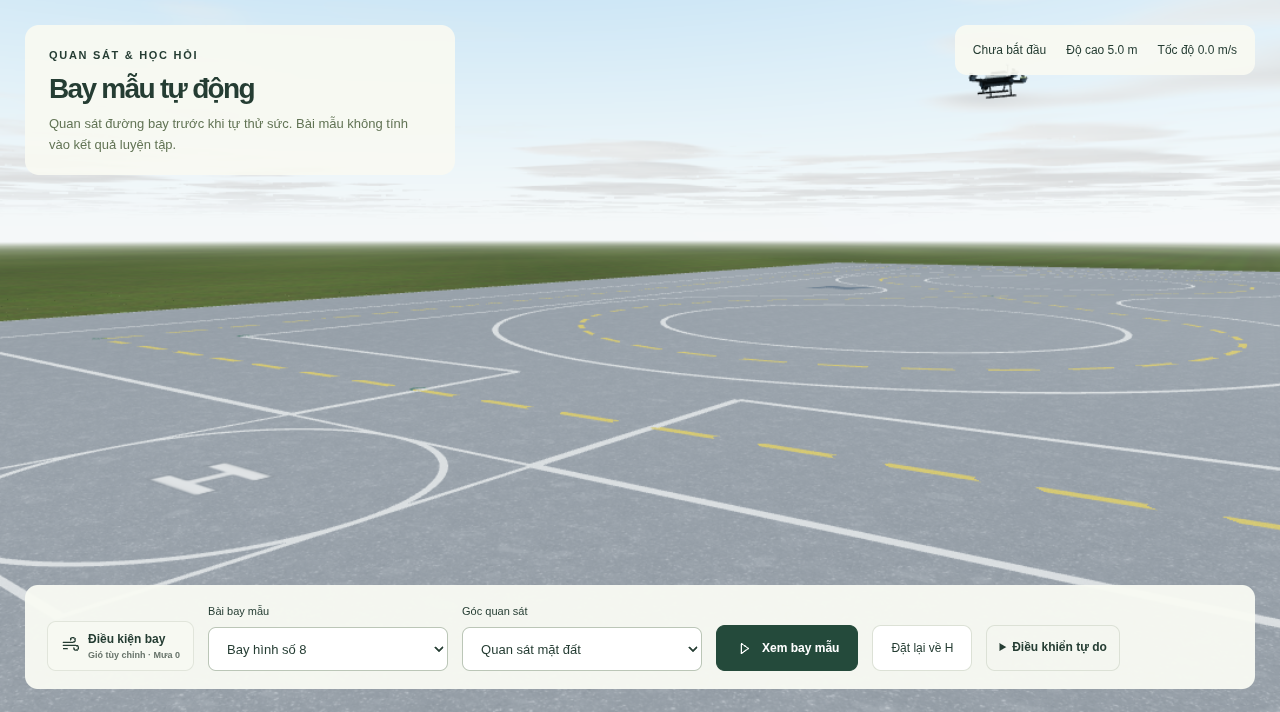 QUAN SÁT & HỌC HỎI
Bay mẫu tự động
Quan sát đường bay trước khi tự thử sức. Bài mẫu không tính
vào kết quả luyện tập.
Chưa bắt đầu Độ cao 5.0 m Tốc độ 0.0 m/s
H
Bài bay mẫu
Góc quan sát
Điều kiện bay
Gió tùy chỉnh · Mưa 0
Bay hình số 8
Quan sát mặt đất
Xem bay mẫu
Đặt lại về H
Điều khiển tự do